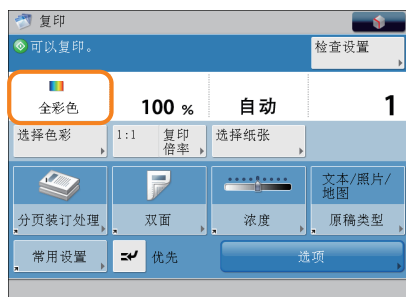 复印
可以复印。
检查设置
全彩色
100 %
自动
1
选择色彩
1:1
复印
倍率
选择纸张
文本/照片/
地图
分页装订处理
双面
浓度
原稿类型
常用设置
优先
选项